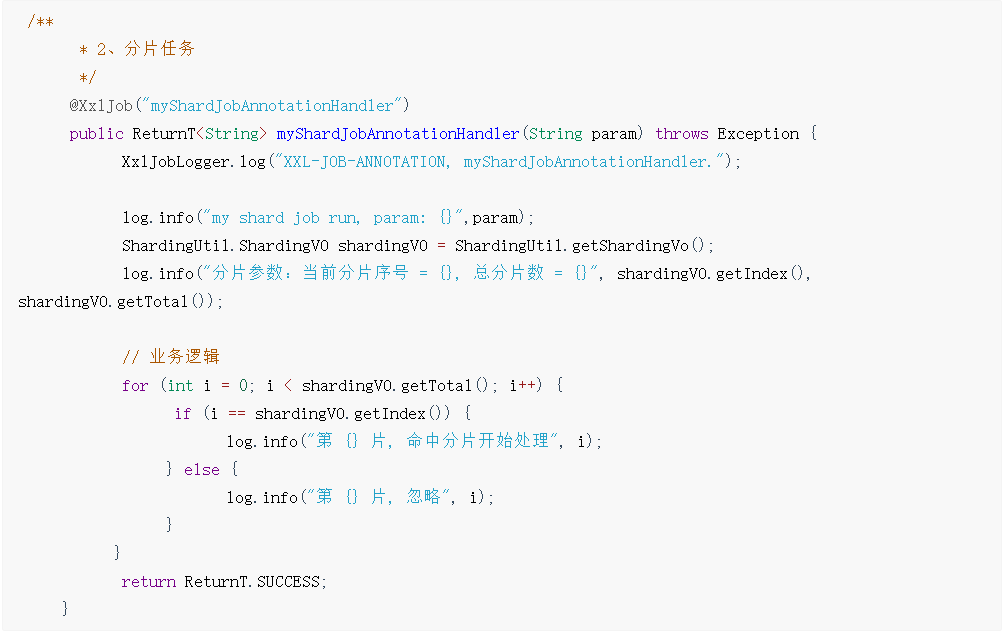 /**
* 2、分片任务
*/
@XxlJob("myShardJobAnnotationHandler")
public ReturnT<String> myShardJobAnnotationHandler(String param) throws Exception {
XxlJobLogger.log("XXL-JOB-ANNOTATION, myShardJobAnnotationHandler.");
log.info("my shard job run, param: {}",param);
ShardingUtil.ShardingVO shardingVO = ShardingUtil.getShardingVo();
log.info("分片参数：当前分片序号 = {}, 总分片数 = {}", shardingVO.getIndex(),
shardingVO.getTotal());
// 业务逻辑
for (int i = 0; i < shardingVO.getTotal(); i++) {
if (i == shardingVO.getIndex()) {
log.info("第 {} 片, 命中分片开始处理", i);
} else {
log.info("第 {} 片, 忽略", i);
}
}
return ReturnT.SUCCESS;
}